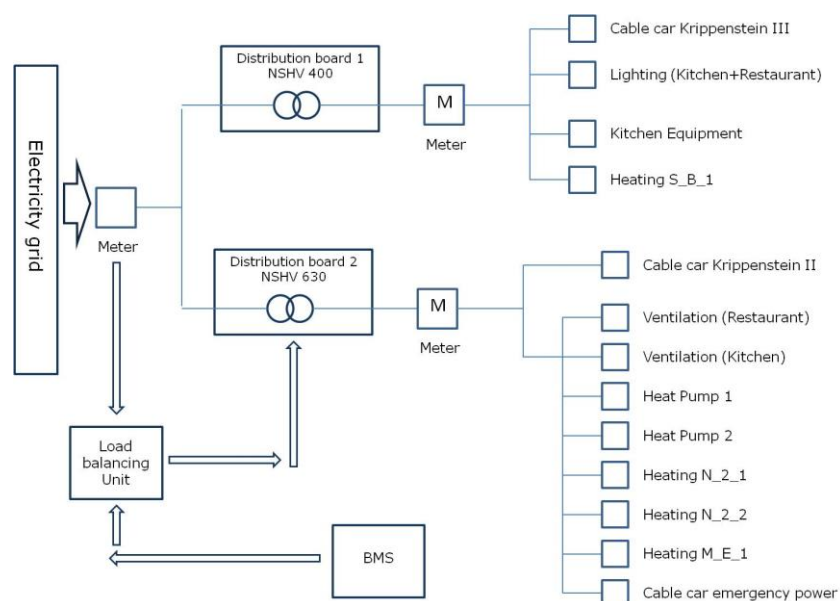 Electricity grid
Meter
Distribution board 1
NSHV 400
M
Meter
Cable car Krippenstein III
Lighting (Kitchen+Restaurant)
Kitchen Equipment
Heating S_B_1
Distribution board 2
NSHV 630
M
Meter
Cable car Krippenstein II
Ventilation (Restaurant)
Ventilation (Kitchen)
Heat Pump 1
Heat Pump 2
Heating N_2_1
Heating N_2_2
Heating M_E_1
Cable car emergency power
Load
balancing
Unit
BMS